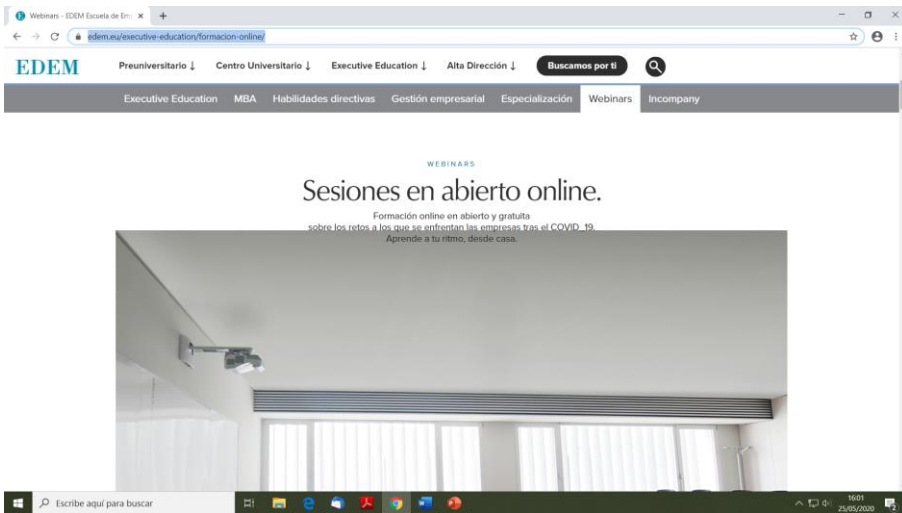 Webinars - EDEM Escuela de Em
edem.eu/executive-education/formacion-online/
EDEM
Preuniversitario ↓ Centro Universitario ↓ Executive Education ↓ Alta Dirección ↓ Buscamos por ti
Executive Education MBA Habilidades directivas Gestión empresarial Especialización Webinars Incompany
WEBINARS
Sesiones en abierto online.
Formación online en abierto y gratuita
sobre los retos a los que se enfrentan las empresas tras el COVID_19.
Aprende a tu ritmo, desde casa.
Escribe aquí para buscar
16:01
25/05/2020